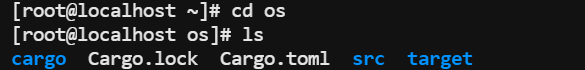 [root@localhost ~]# cd os
[root@localhost os]# ls
cargo Cargo.lock Cargo.toml src target